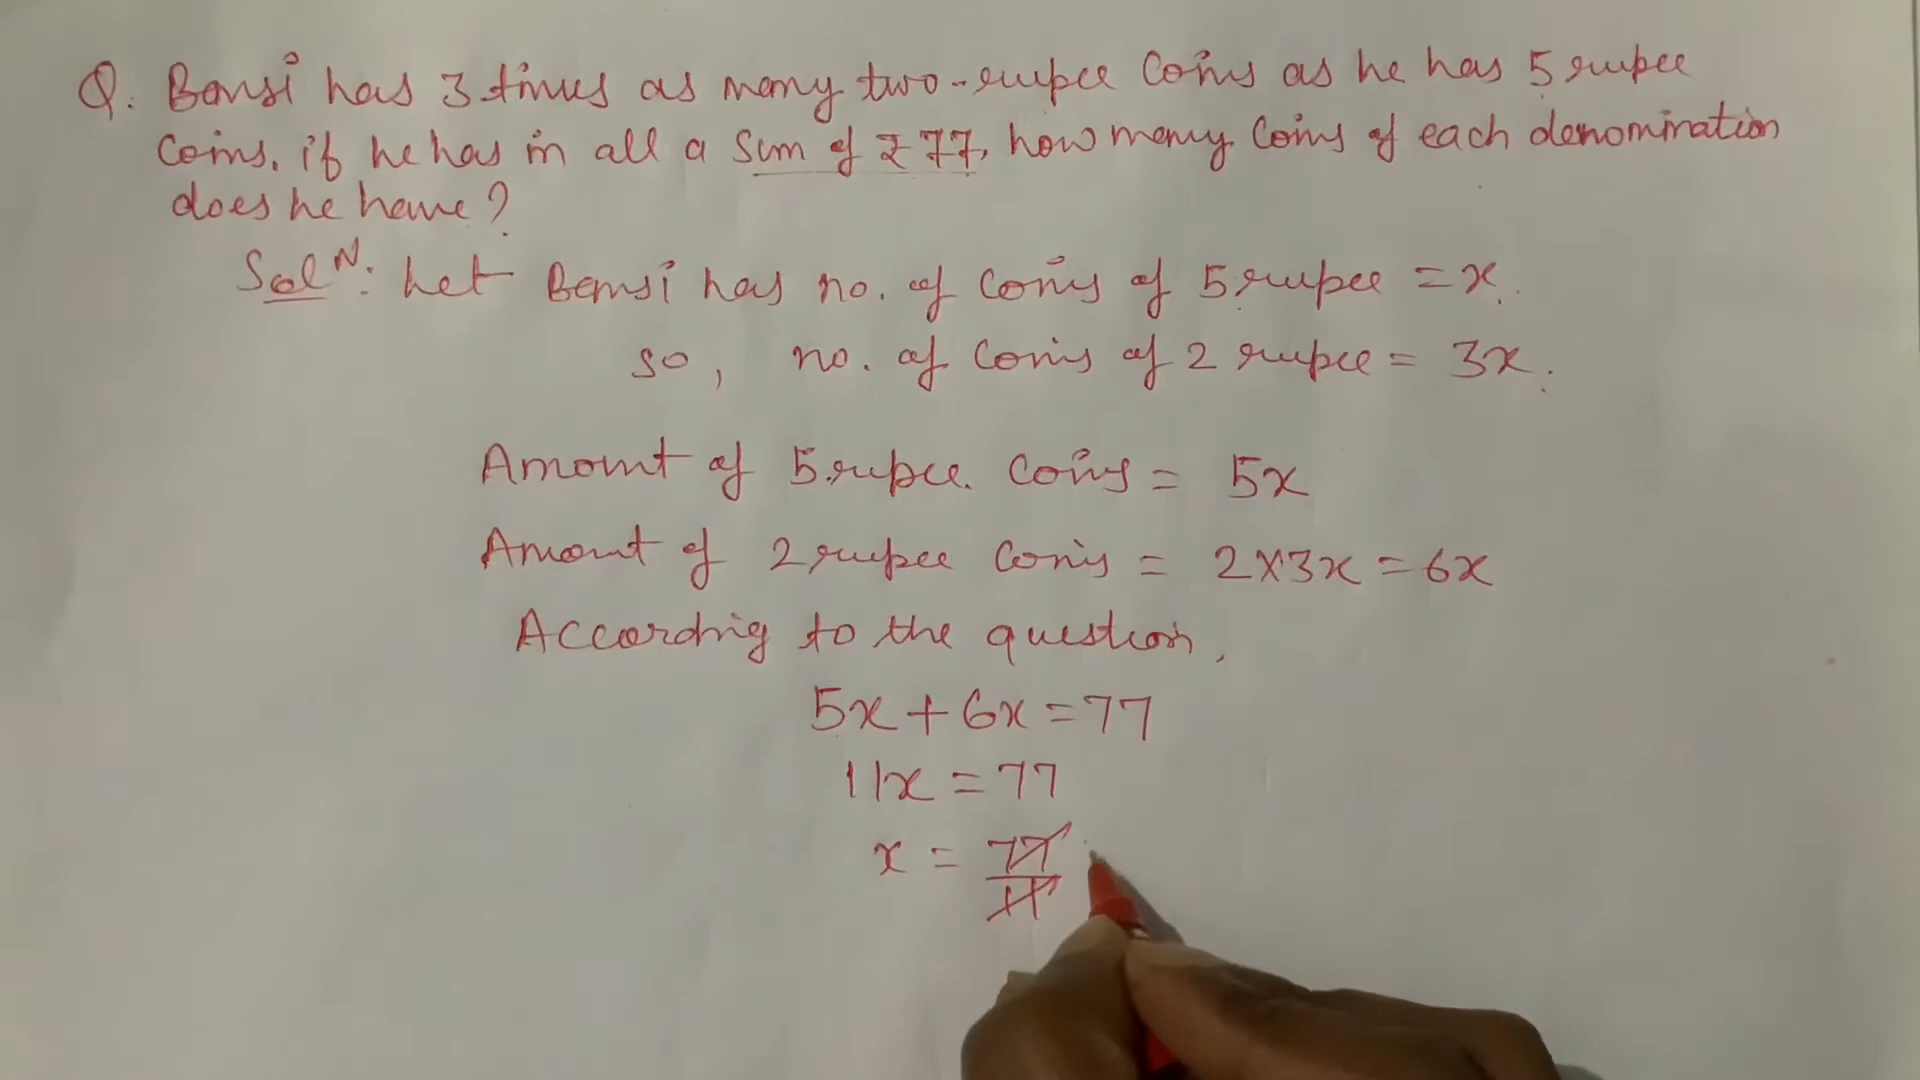 Q. Bansi has 3 times as many two-rupee coins as he has 5 rupee
coins. if he has in all a sum of ₹ 77, how many coins of each denomination
does he have?
Solᴺ: Let Bansi has no. of coins of 5 rupee = x.
so, no. of coins of 2 rupee = 3x.
Amount of 5 rupee coins = 5x
Amount of 2 rupee coins = 2×3x = 6x
According to the question,
5x + 6x = 77
11x = 77
x = 77/11